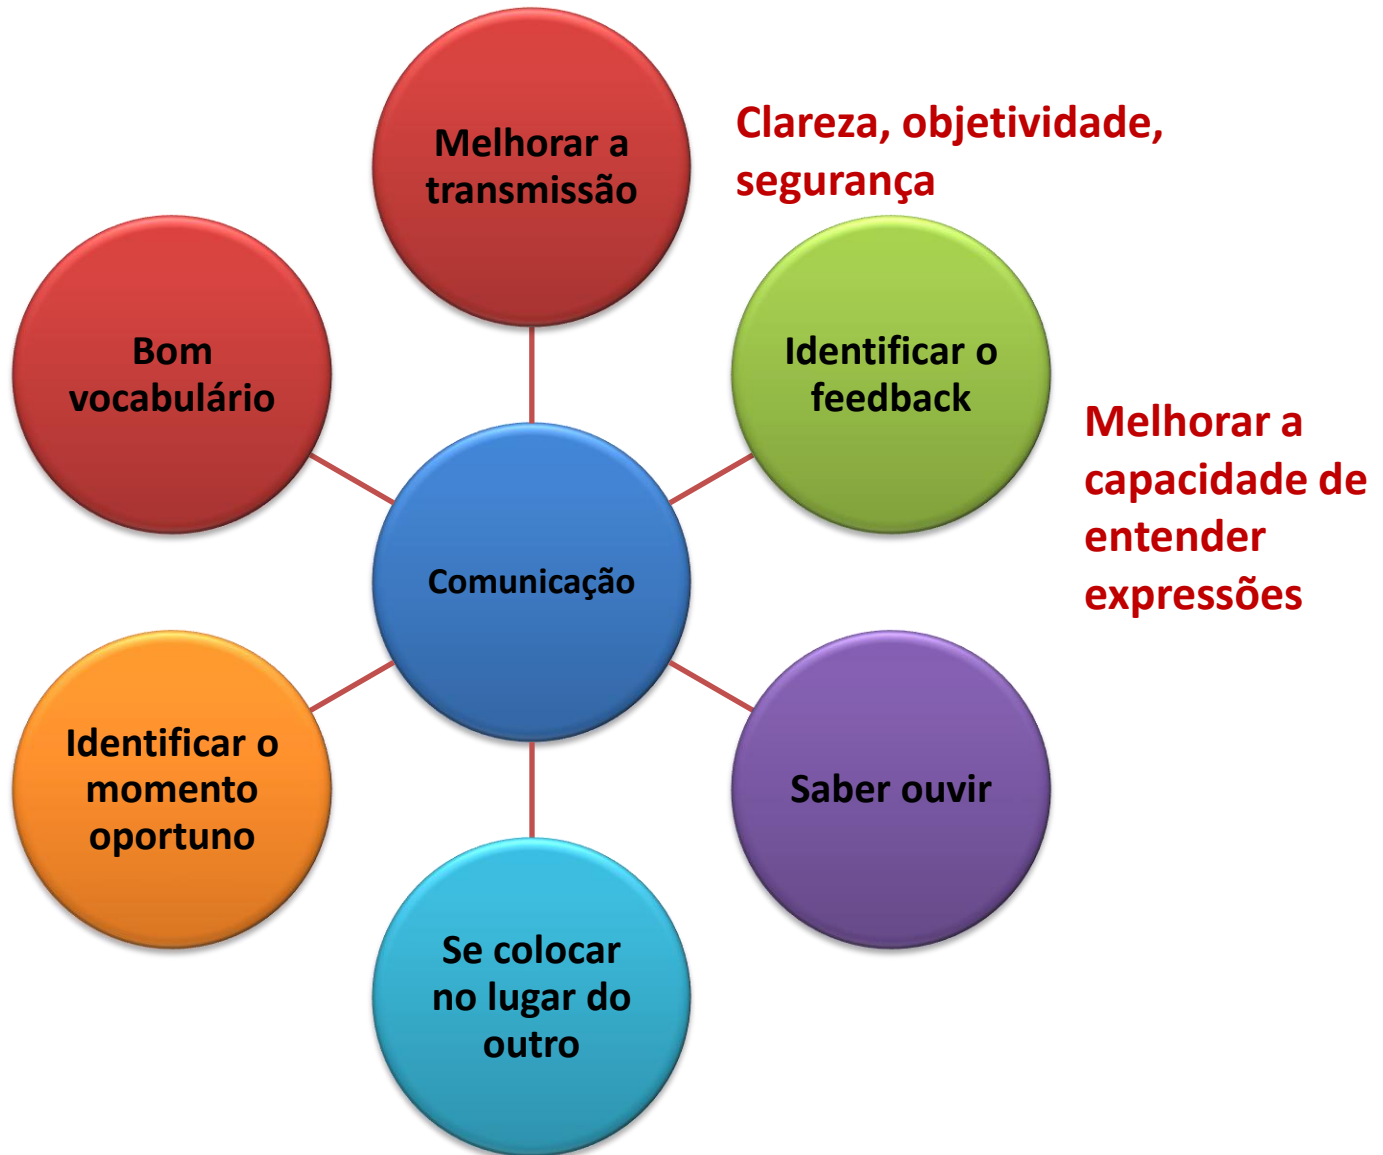 Melhorar a
transmissão
Clareza, objetividade,
segurança
Identificar o
feedback
Melhorar a
capacidade de
entender
expressões
Saber ouvir
Se colocar
no lugar do
outro
Identificar o
momento
oportuno
Bom
vocabulário
Comunicação